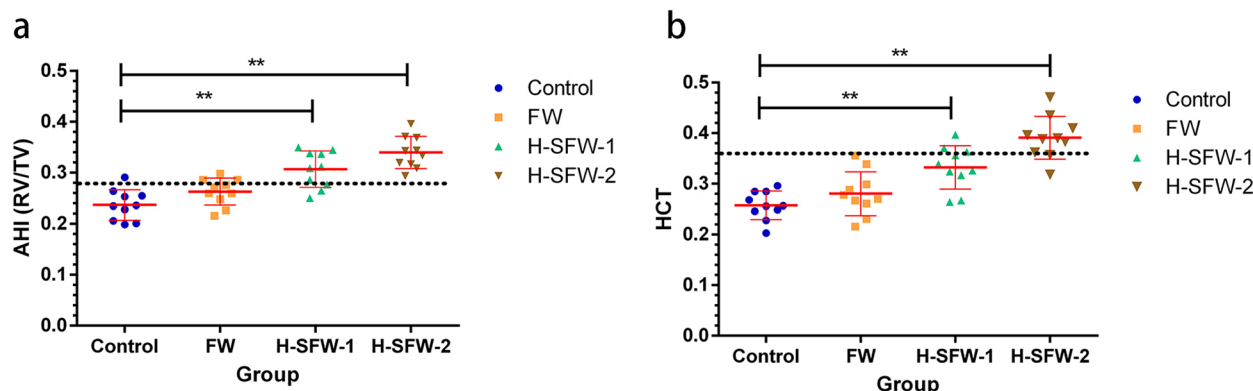 a
**
**
AHI (RV/TV)
0.5
0.4
0.3
0.2
0.1
0.0
Control FW H-SFW-1 H-SFW-2
Group
Control
FW
H-SFW-1
H-SFW-2
b
**
**
HCT
0.5
0.4
0.3
0.2
0.1
0.0
Control FW H-SFW-1 H-SFW-2
Group
Control
FW
H-SFW-1
H-SFW-2